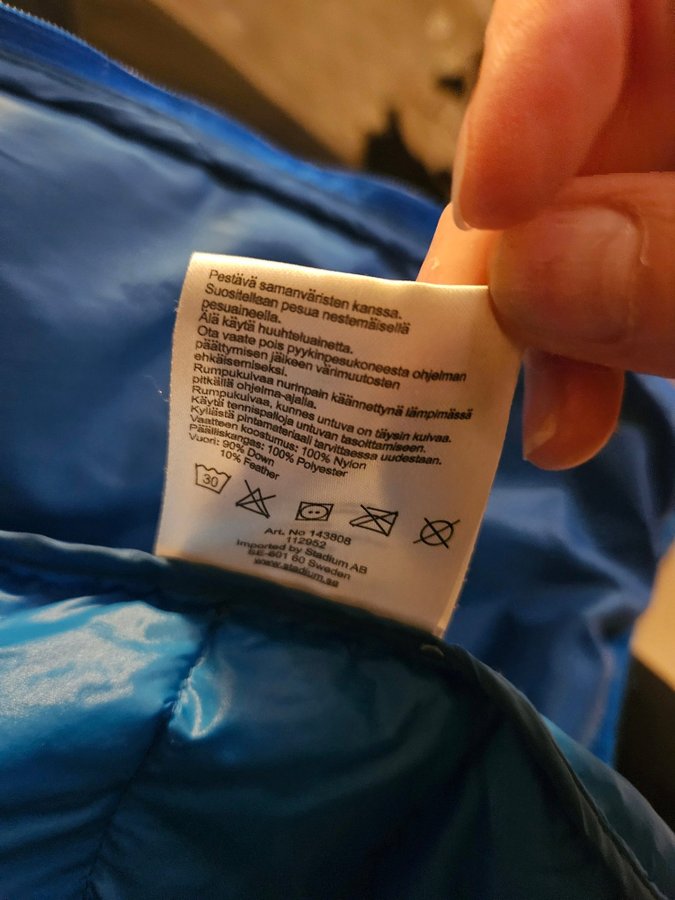 Pestävä samanväristen kanssa.
Suositellaan pesua nestemäisellä
pesuaineella.
Älä käytä huuhteluainetta.
Ota vaate pois pyykinpesukoneesta ohjelman
päättymisen jälkeen värimuutosten
ehkäisemiseksi.
Rumpukuivaa nurinpain käännettynä lämpimässä
pitkällä ohjelma-ajalla.
Rumpukuivaa, kunnes untuva on täysin kuivaa.
Käytä tennispalloja untuvan tasoittamiseen.
Kyllästä pintamateriaali tarvittaessa uudestaan.
Vaatteen koostumus: 100% Nylon
Päälliskangas: 100% Polyester
Vuori: 90% Down
10% Feather
30
Art. No 143808
112952
Imported by Stadium AB
SE-601 60 Sweden
www.stadium.se